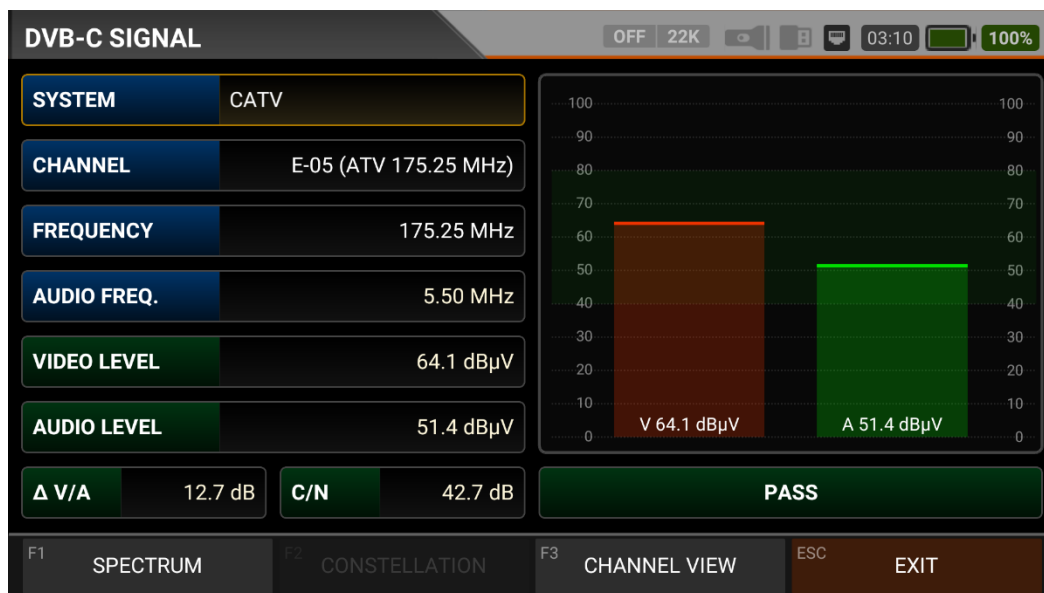 DVB-C SIGNAL
OFF 22K 03:10 100%
SYSTEM CATV
CHANNEL E-05 (ATV 175.25 MHz)
FREQUENCY 175.25 MHz
AUDIO FREQ. 5.50 MHz
VIDEO LEVEL 64.1 dBµV
AUDIO LEVEL 51.4 dBµV
Δ V/A 12.7 dB C/N 42.7 dB
100 100
90 90
80 80
70 70
60 60
50 50
40 40
30 30
20 20
10 10
V 64.1 dBµV A 51.4 dBµV
0 0
PASS
F1 SPECTRUM F2 CONSTELLATION F3 CHANNEL VIEW ESC EXIT